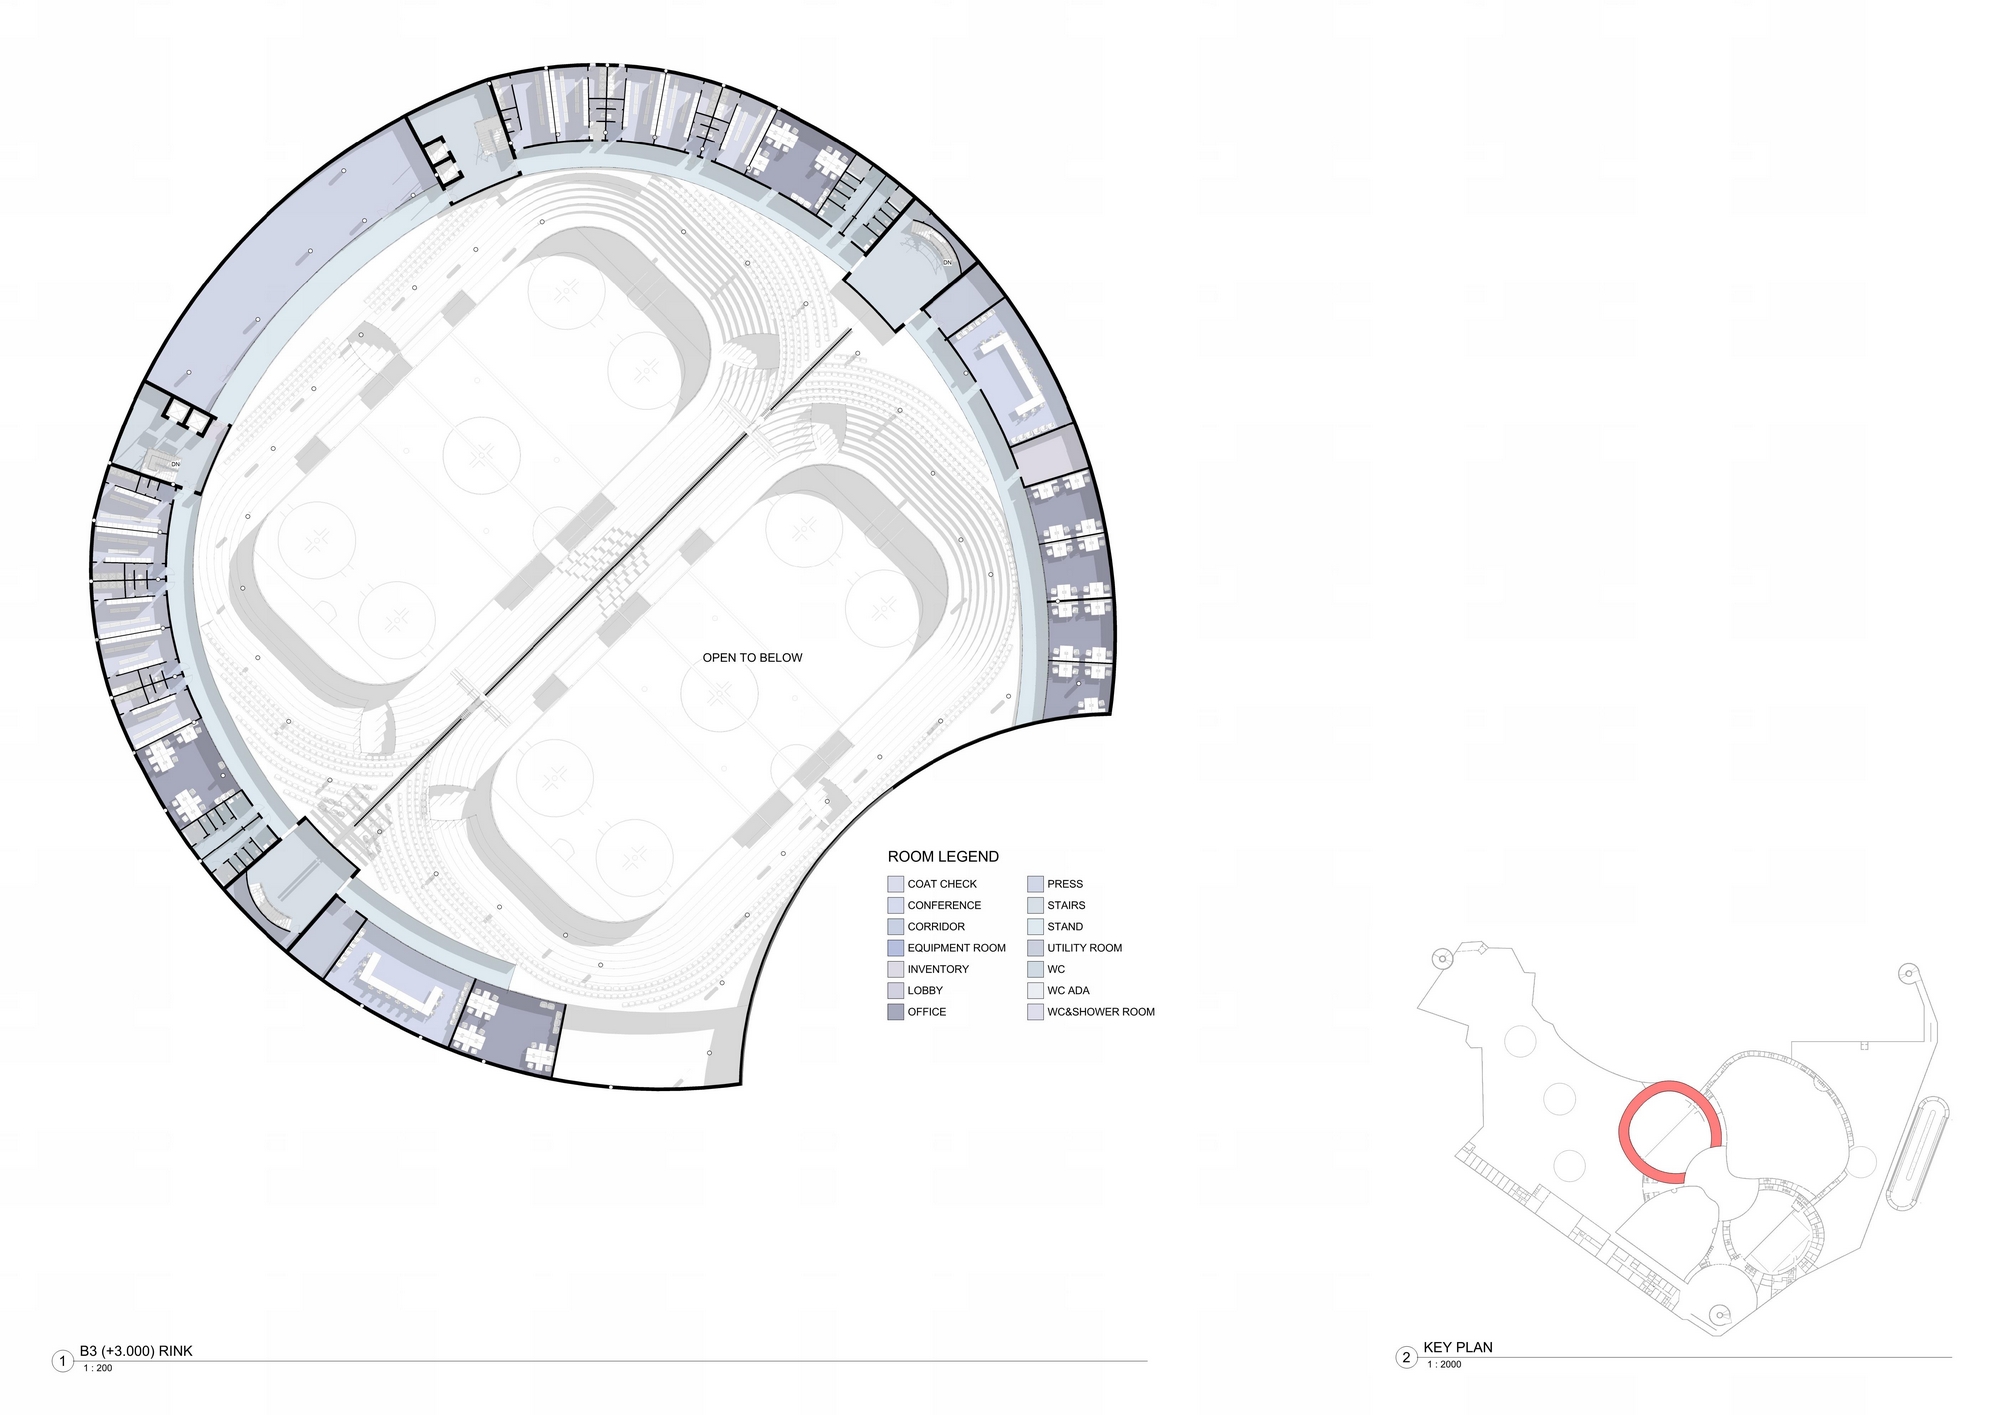 DN
DN
OPEN TO BELOW
ROOM LEGEND
COAT CHECK
CONFERENCE
CORRIDOR
EQUIPMENT ROOM
INVENTORY
LOBBY
OFFICE
PRESS
STAIRS
STAND
UTILITY ROOM
WC
WC ADA
WC&SHOWER ROOM
1 B3 (+3.000) RINK
1 : 200
2 KEY PLAN
1 : 2000